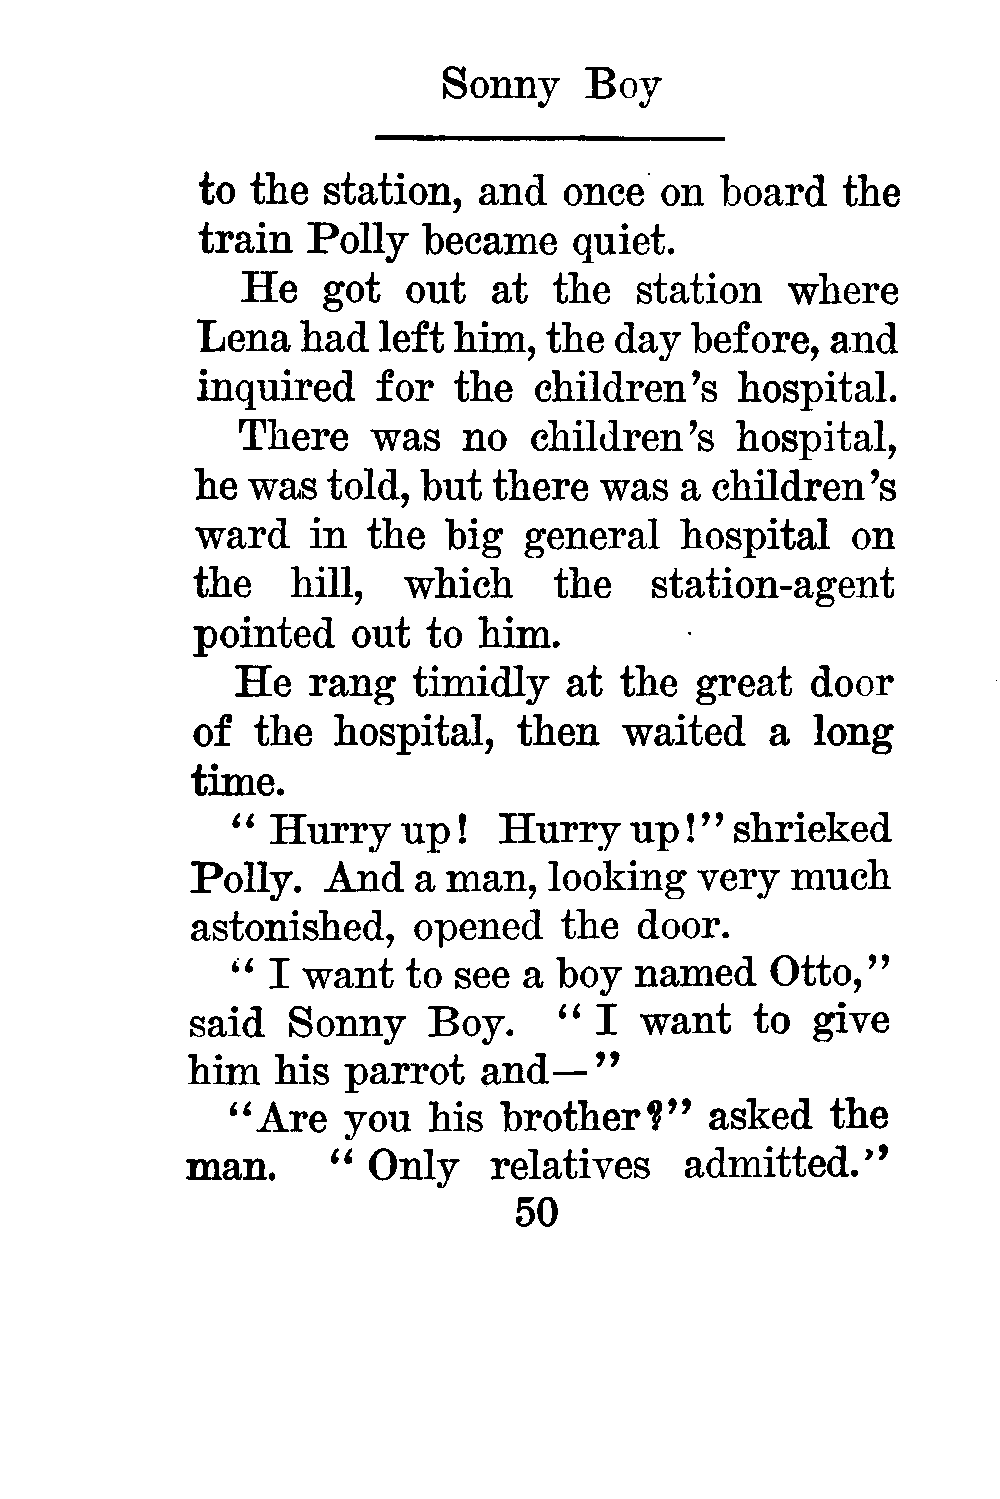 Sonny Boy
to the station, and once on board the
train Polly became quiet.
He got out at the station where
Lena had left him, the day before, and
inquired for the children's hospital.
There was no children's hospital,
he was told, but there was a children's
ward in the big general hospital on
the hill, which the station-agent
pointed out to him.
He rang timidly at the great door
of the hospital, then waited a long
time.
"Hurry up! Hurry up!" shrieked
Polly. And a man, looking very much
astonished, opened the door.
"I want to see a boy named Otto,"
said Sonny Boy. "I want to give
him his parrot and—"
"Are you his brother?" asked the
man. "Only relatives admitted."
50